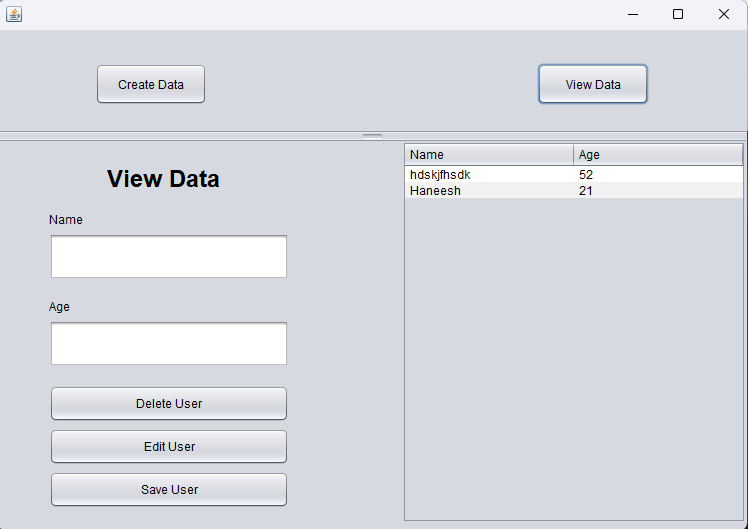 Create Data
View Data
View Data
Name
Age
Delete User
Edit User
Save User
Name Age
hdskjfhsdk 52
Haneesh 21